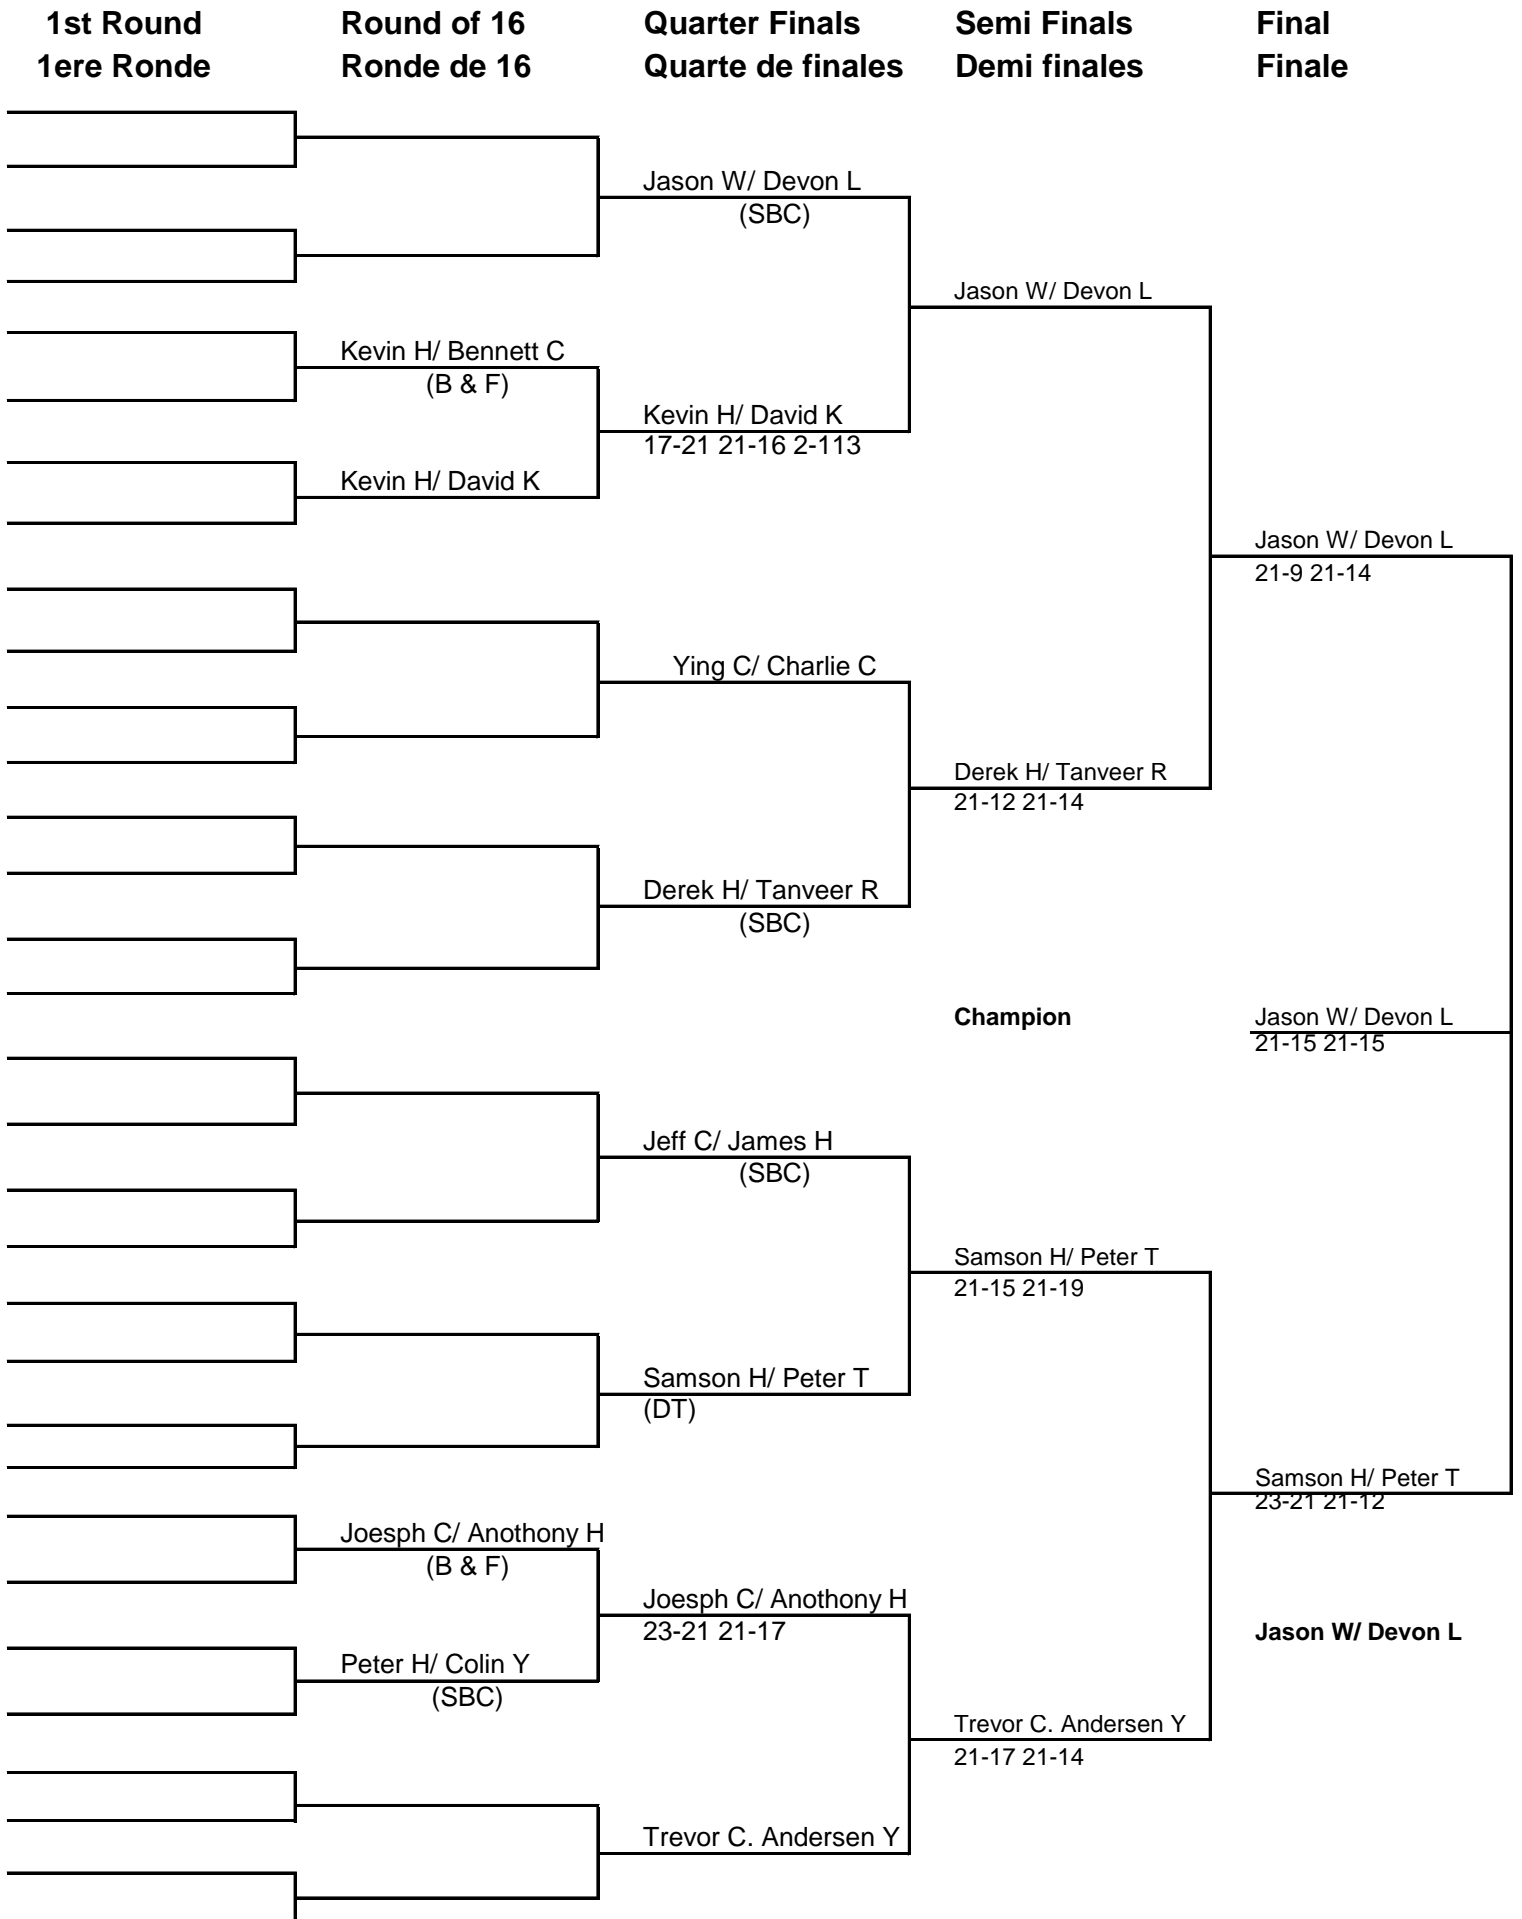 1st Round
1ere Ronde
Round of 16
Ronde de 16
Quarter Finals
Quarte de finales
Semi Finals
Demi finales
Final
Finale
Jason W/ Devon L
(SBC)
Jason W/ Devon L
Kevin H/ Bennett C
(B & F)
Kevin H/ David K
17-21 21-16 2-113
Kevin H/ David K
Jason W/ Devon L
21-9 21-14
Ying C/ Charlie C
Derek H/ Tanveer R
21-12 21-14
Derek H/ Tanveer R
(SBC)
Champion
Jason W/ Devon L
21-15 21-15
Jeff C/ James H
(SBC)
Samson H/ Peter T
21-15 21-19
Samson H/ Peter T
(DT)
Samson H/ Peter T
23-21 21-12
Joesph C/ Anothony H
(B & F)
Joesph C/ Anothony H
23-21 21-17
Jason W/ Devon L
Peter H/ Colin Y
(SBC)
Trevor C. Andersen Y
21-17 21-14
Trevor C. Andersen Y